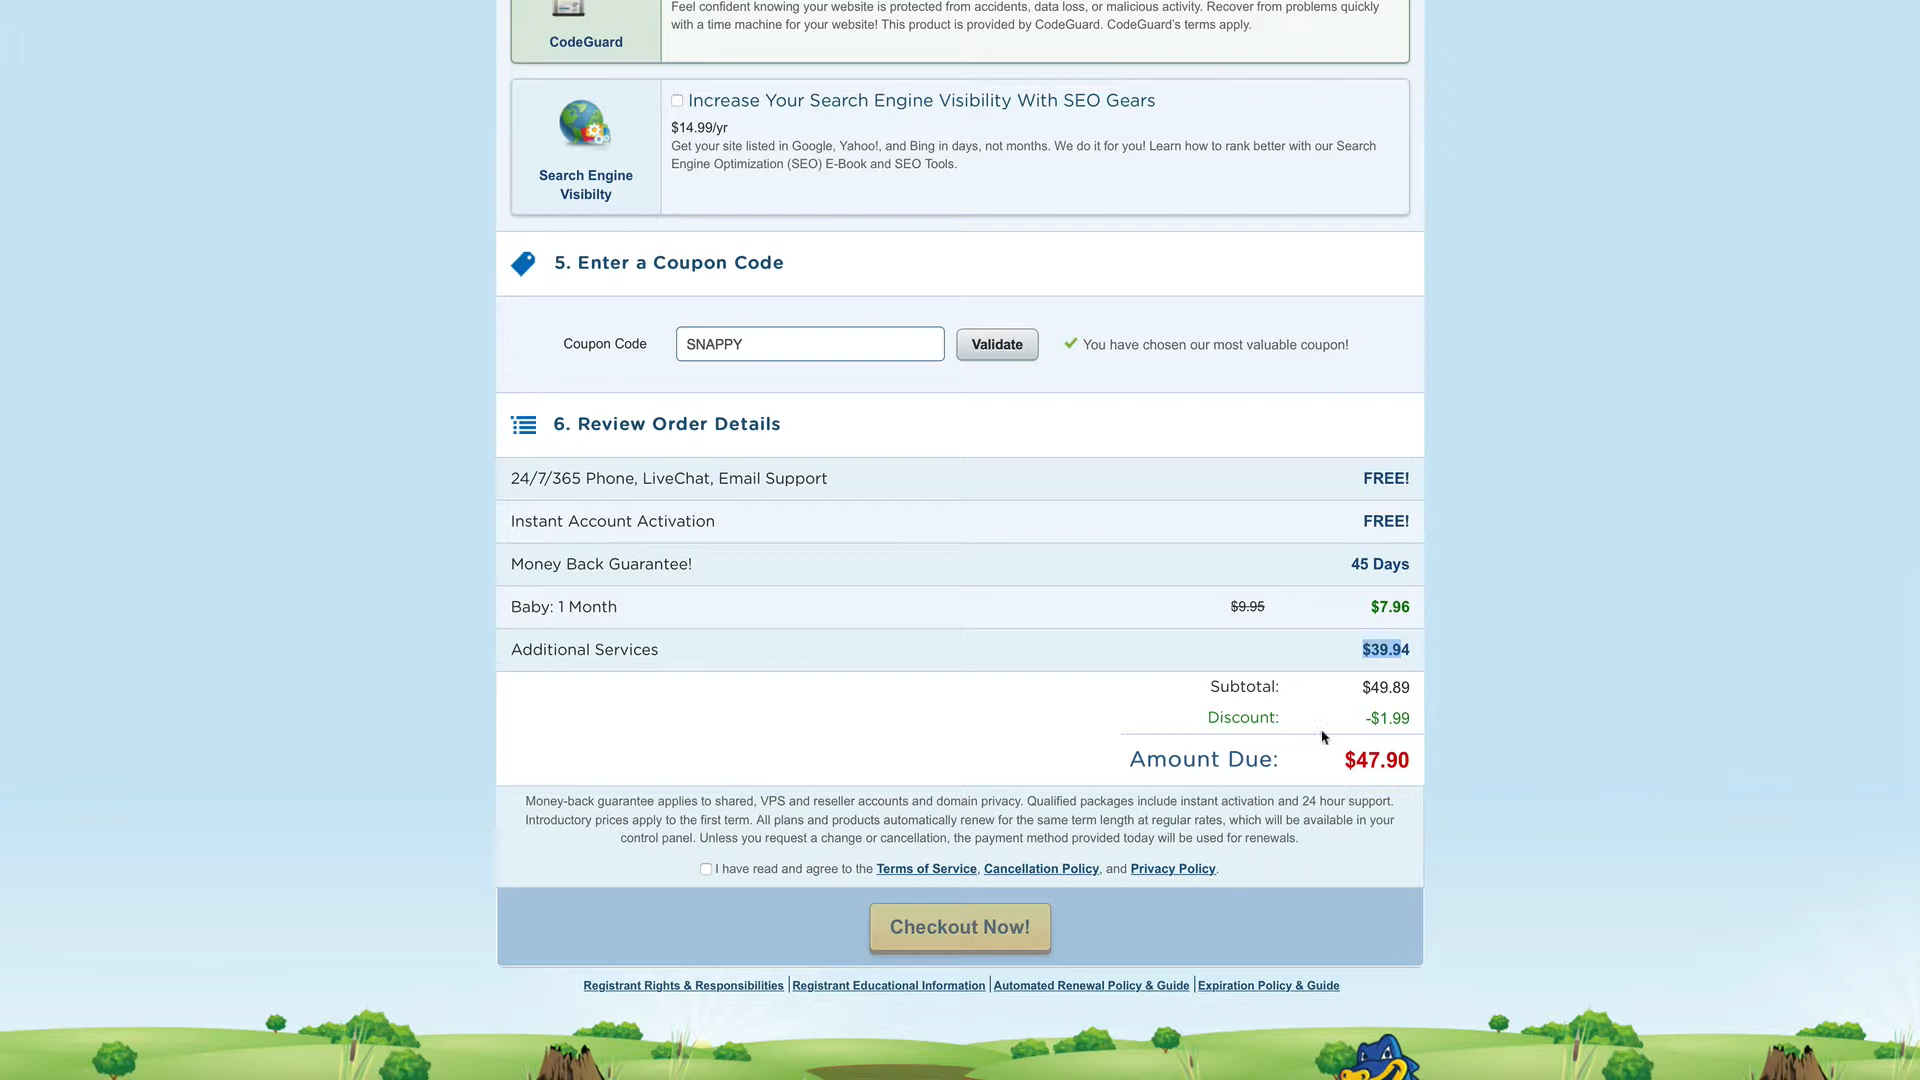 Feel confident knowing your website is protected from accidents, data loss, or malicious activity. Recover from problems quickly
with a time machine for your website! This product is provided by CodeGuard. CodeGuard's terms apply.
CodeGuard
Increase Your Search Engine Visibility With SEO Gears
$14.99/yr
Get your site listed in Google, Yahoo!, and Bing in days, not months. We do it for you! Learn how to rank better with our Search
Engine Optimization (SEO) E-Book and SEO Tools.
Search Engine
Visibilty
5. Enter a Coupon Code
Coupon Code SNAPPY Validate You have chosen our most valuable coupon!
6. Review Order Details
24/7/365 Phone, LiveChat, Email Support FREE!
Instant Account Activation FREE!
Money Back Guarantee! 45 Days
Baby: 1 Month $9.95 $7.96
Additional Services $39.94
Subtotal: $49.89
Discount: -$1.99
Amount Due: $47.90
Money-back guarantee applies to shared, VPS and reseller accounts and domain privacy. Qualified packages include instant activation and 24 hour support.
Introductory prices apply to the first term. All plans and products automatically renew for the same term length at regular rates, which will be available in your
control panel. Unless you request a change or cancellation, the payment method provided today will be used for renewals.
I have read and agree to the Terms of Service, Cancellation Policy, and Privacy Policy.
Checkout Now!
Registrant Rights & Responsibilities | Registrant Educational Information | Automated Renewal Policy & Guide | Expiration Policy & Guide